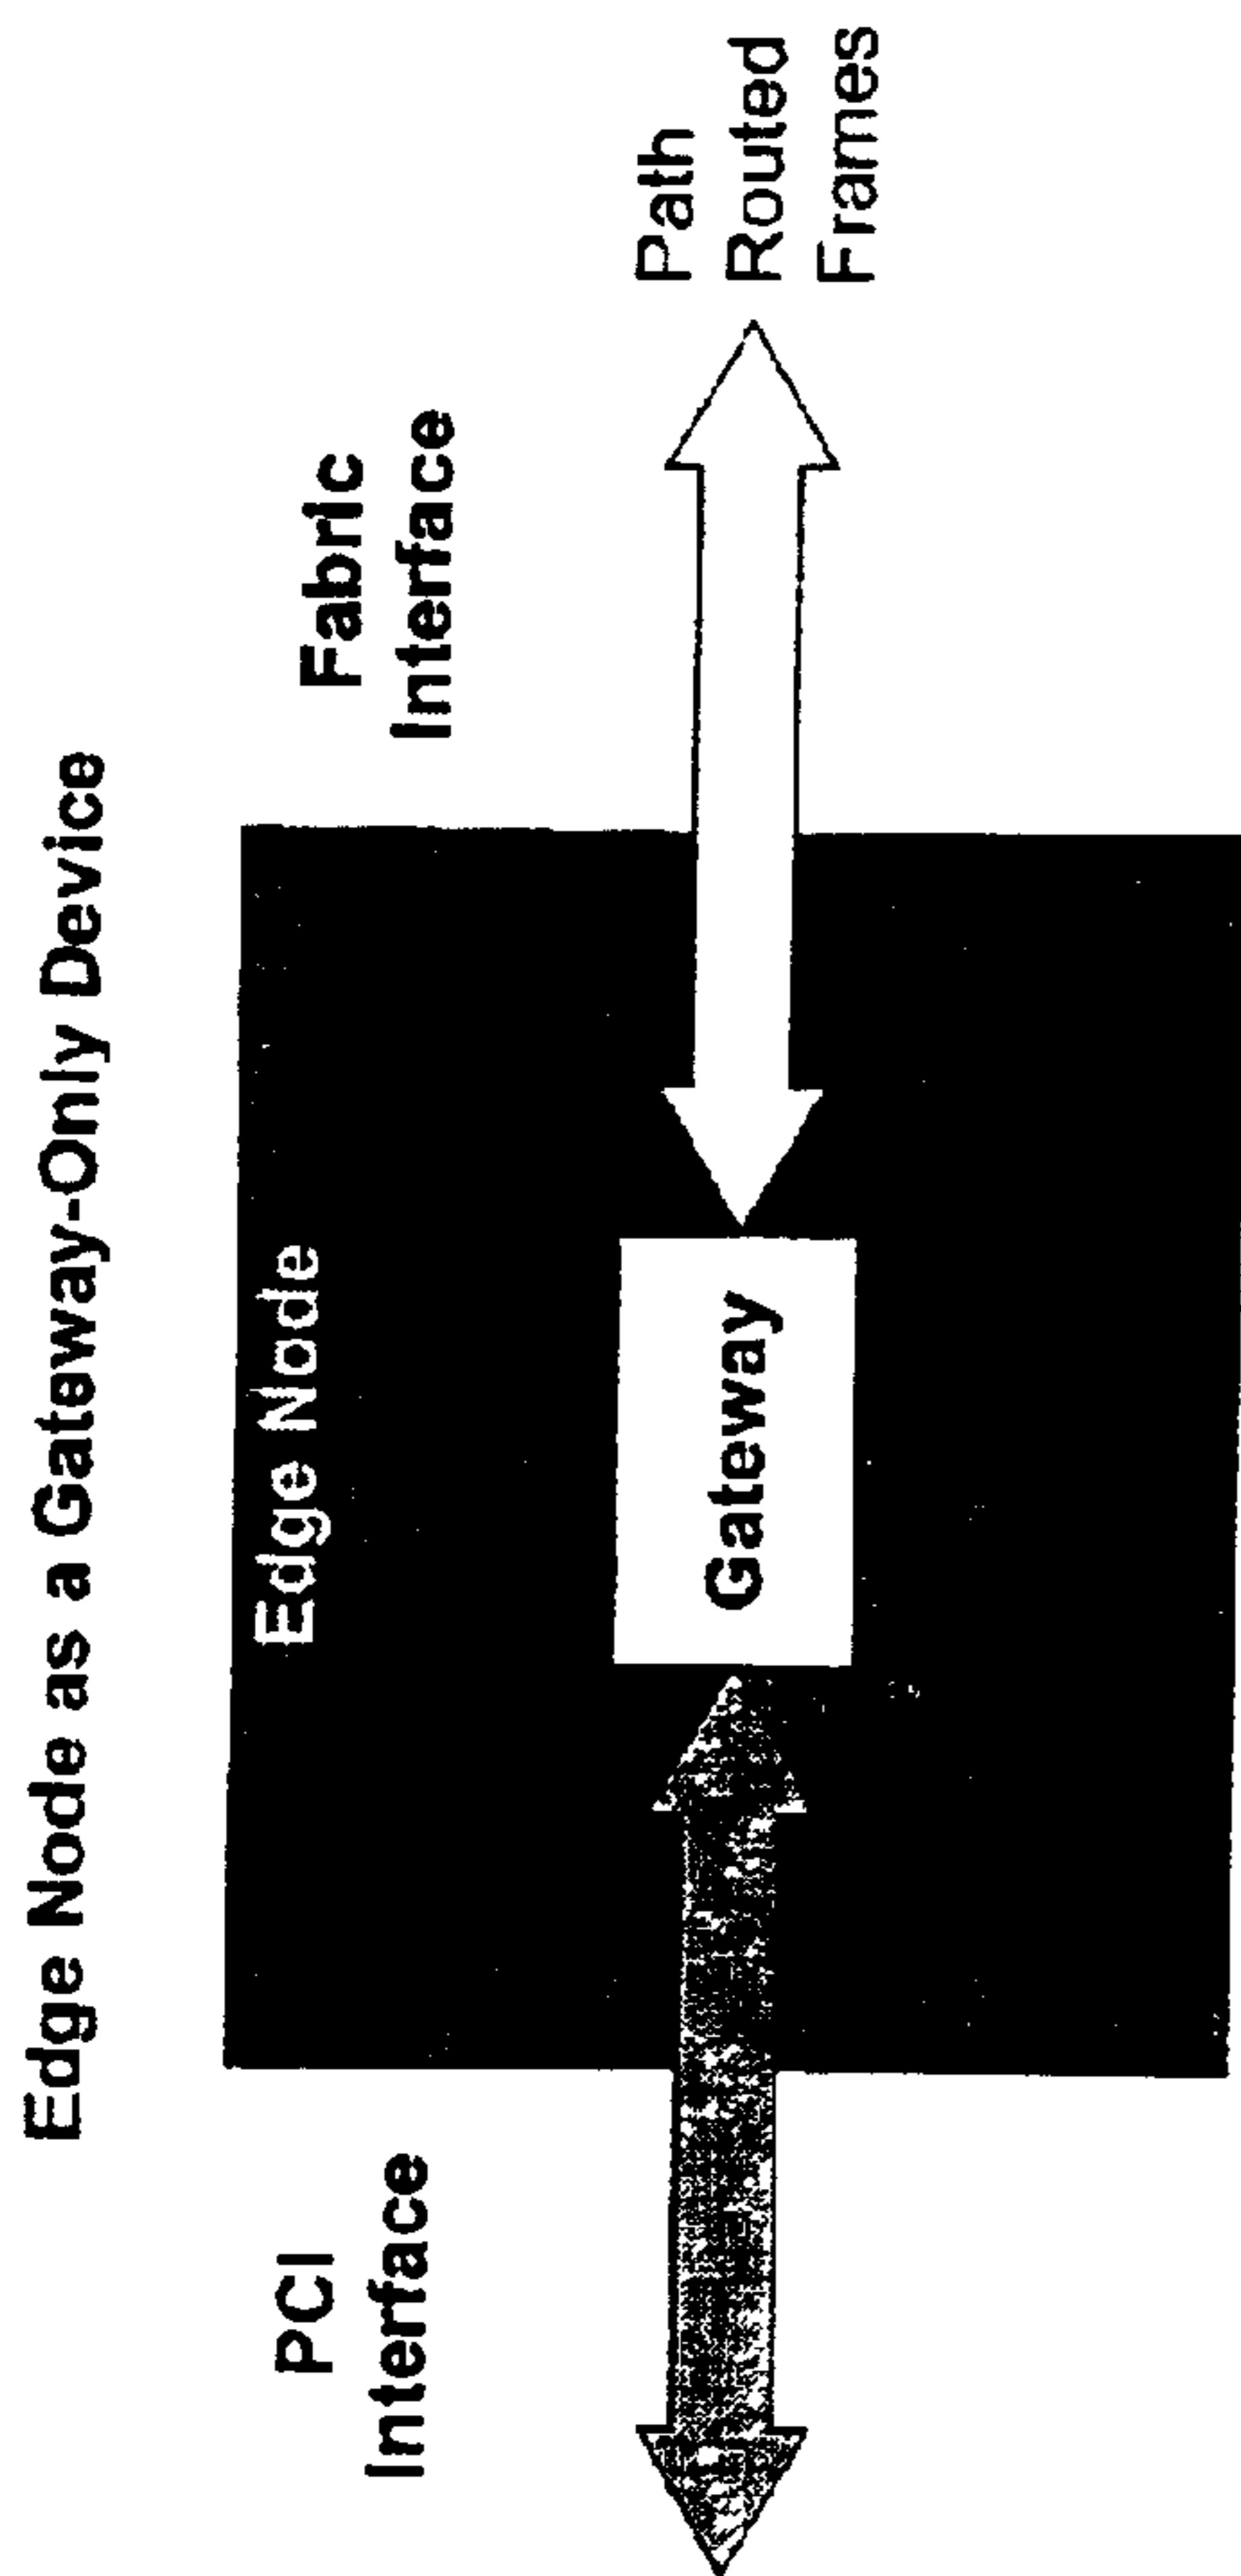 Edge Node as a Gateway-Only Device
PCI
Interface
Edge Node
Gateway
Fabric
Interface
Path
Routed
Frames